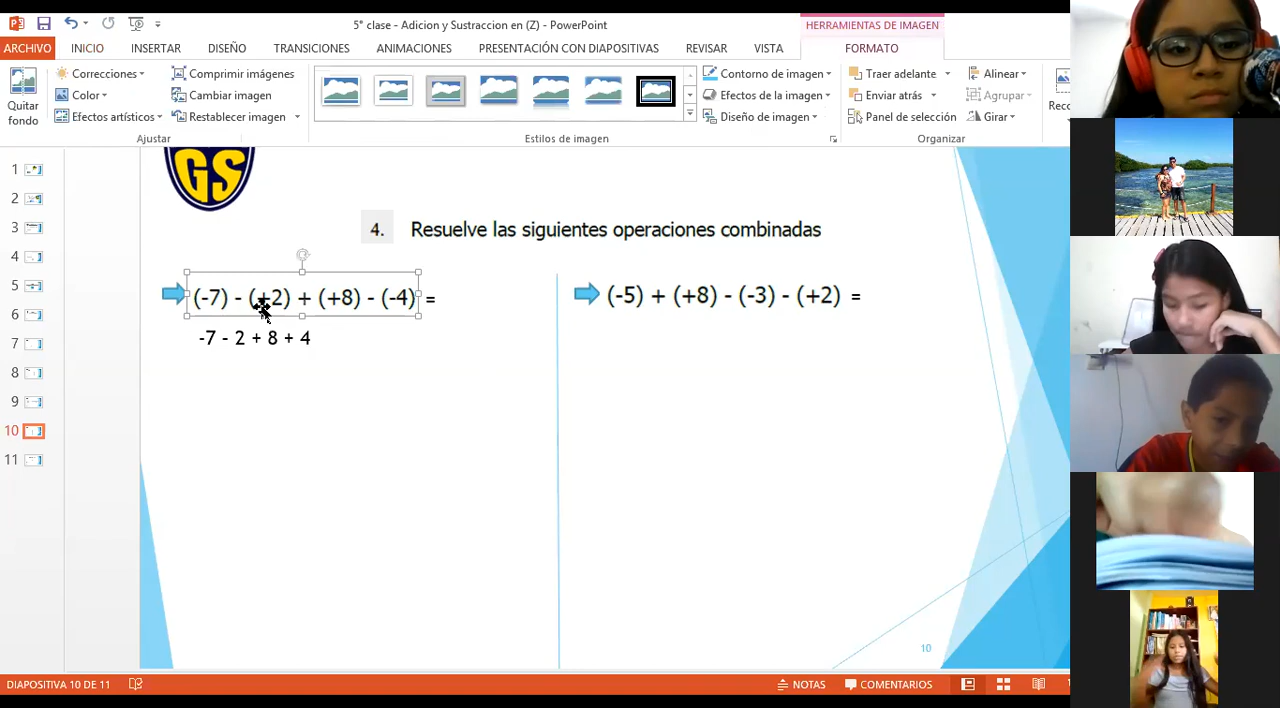 5° clase - Adicion y Sustraccion en (Z) - PowerPoint
HERRAMIENTAS DE IMAGEN
ARCHIVO INICIO INSERTAR DISEÑO TRANSICIONES ANIMACIONES PRESENTACIÓN CON DIAPOSITIVAS REVISAR VISTA FORMATO
Quitar fondo
Correcciones
Color
Efectos artísticos
Comprimir imágenes
Cambiar imagen
Restablecer imagen
Ajustar
Estilos de imagen
Contorno de imagen
Efectos de la imagen
Diseño de imagen
Traer adelante
Enviar atrás
Panel de selección
Alinear
Agrupar
Girar
Organizar
Reco
1
2
3
4
5
6
7
8
9
10
11
GS
4. Resuelve las siguientes operaciones combinadas
(-7) - (+2) + (+8) - (-4) =
-7 - 2 + 8 + 4
(-5) + (+8) - (-3) - (+2) =
10
DIAPOSITIVA 10 DE 11
NOTAS
COMENTARIOS